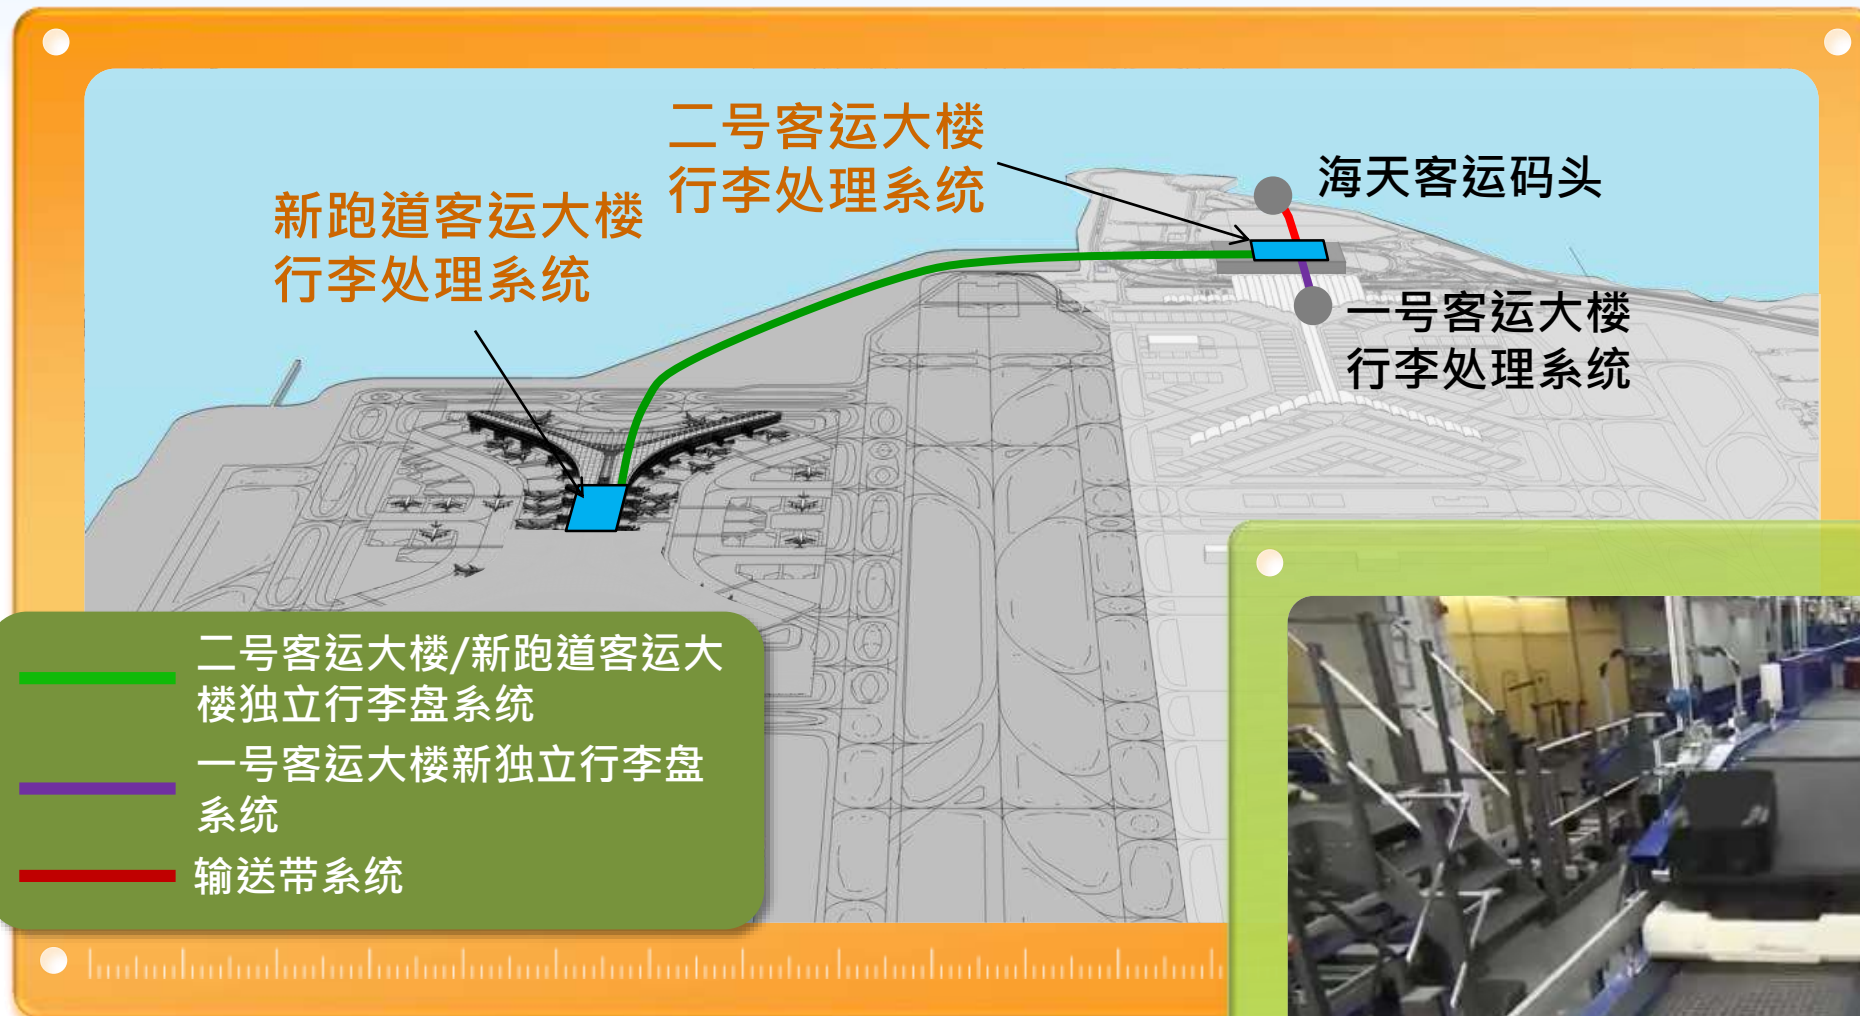 二号客运大楼
行李处理系统
新跑道客运大楼
行李处理系统
海天客运码头
一号客运大楼
行李处理系统
二号客运大楼/新跑道客运大
楼独立行李盘系统
一号客运大楼新独立行李盘
系统
输送带系统